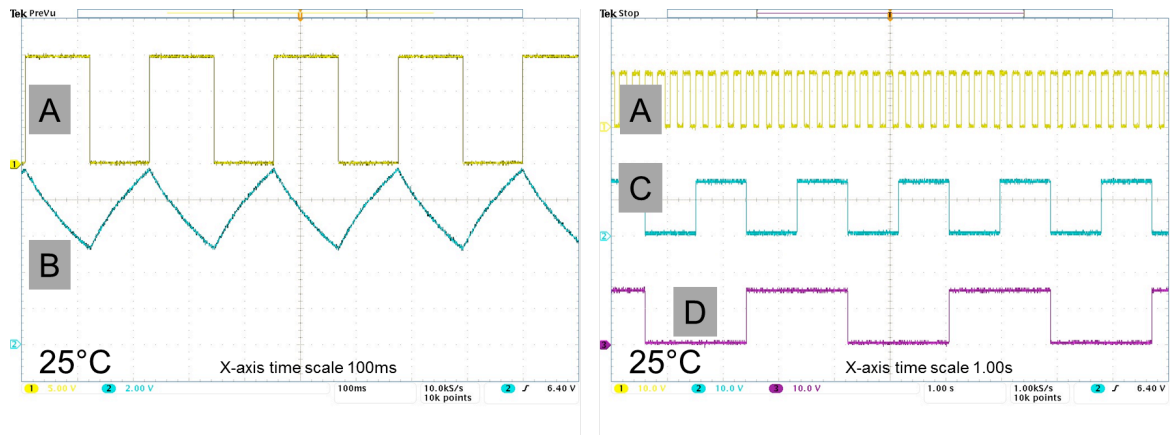 Tek PreVu
A
B
1
2
25°C
X-axis time scale 100ms
1 5.00 V 2 2.00 V 100ms 10.0kS/s 10k points 2 6.40 V
Tek Stop
A
C
D
1
2
3
25°C
X-axis time scale 1.00s
1 10.0 V 2 10.0 V 3 10.0 V 1.00 s 1.00kS/s 10k points 2 6.40 V